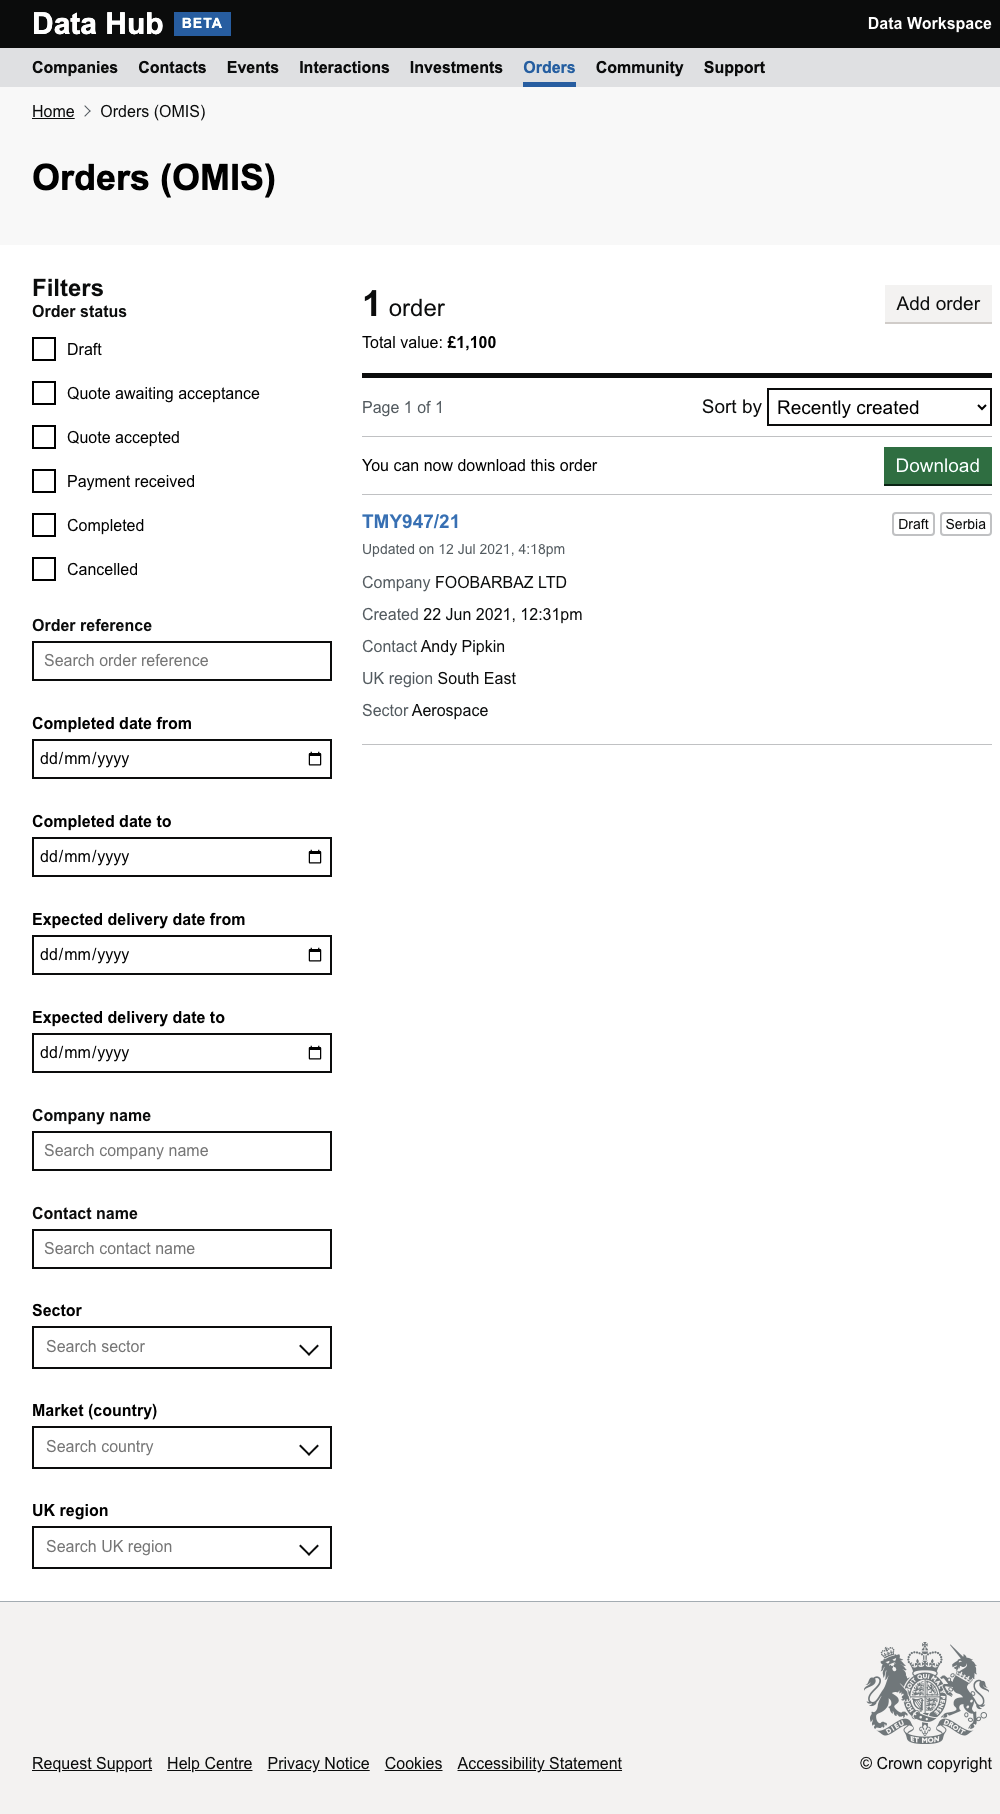 Data Hub BETA Data Workspace
Companies Contacts Events Interactions Investments Orders Community Support
Home Orders (OMIS)
Orders (OMIS)
Filters
Order status
Draft
Quote awaiting acceptance
Quote accepted
Payment received
Completed
Cancelled
Order reference
Search order reference
Completed date from
dd/mm/yyyy
Completed date to
dd/mm/yyyy
Expected delivery date from
dd/mm/yyyy
Expected delivery date to
dd/mm/yyyy
Company name
Search company name
Contact name
Search contact name
Sector
Search sector
Market (country)
Search country
UK region
Search UK region
1 order Add order
Total value: £1,100
Page 1 of 1 Sort by Recently created
You can now download this order Download
TMY947/21 Draft Serbia
Updated on 12 Jul 2021, 4:18pm
Company FOOBARBAZ LTD
Created 22 Jun 2021, 12:31pm
Contact Andy Pipkin
UK region South East
Sector Aerospace
DIEU ET MON DROIT
Request Support Help Centre Privacy Notice Cookies Accessibility Statement © Crown copyright